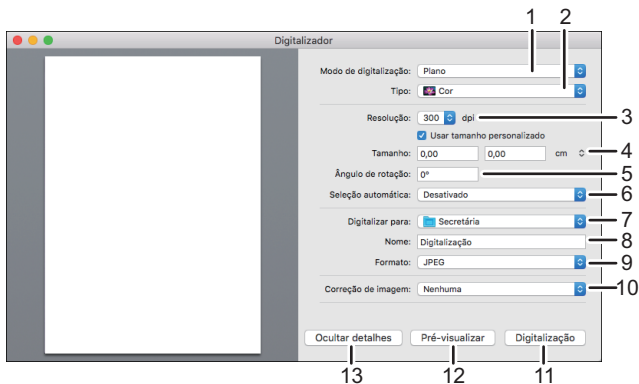 1 2
Digitalizador
Modo de digitalização: Plano
Tipo: Cor
Resolução: 300 dpi 3
Usar tamanho personalizado
Tamanho: 0,00 0,00 cm 4
Ângulo de rotação: 0° 5
Seleção automática: Desativado 6
Digitalizar para: Secretária 7
Nome: Digitalização 8
Formato: JPEG 9
Correção de imagem: Nenhuma 10
Ocultar detalhes Pré-visualizar Digitalização
13 12 11